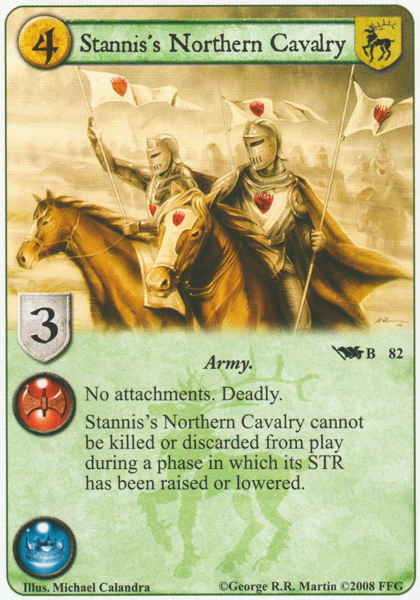 4 Stannis's Northern Cavalry
3
B 82
Army.
No attachments. Deadly.
Stannis's Northern Cavalry cannot
be killed or discarded from play
during a phase in which its STR
has been raised or lowered.
Illus. Michael Calandra ©George R.R. Martin ©2008 FFG